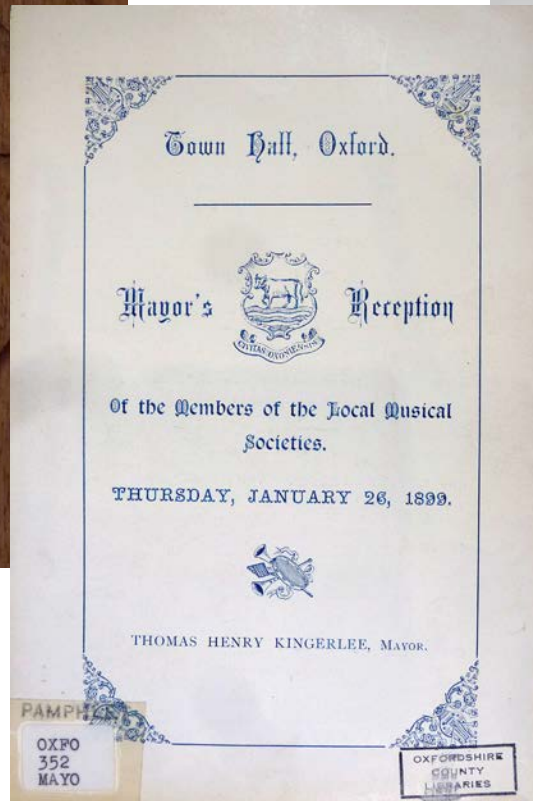 Town Hall, Oxford.
Mayor's Reception
CIVITAS OXONIENSIS
Of the Members of the Local Musical
Societies.
THURSDAY, JANUARY 26, 1899.
THOMAS HENRY KINGERLEE, MAYOR.
OXFO
352
MAYO
OXFORDSHIRE
COUNTY
LIBRARIES